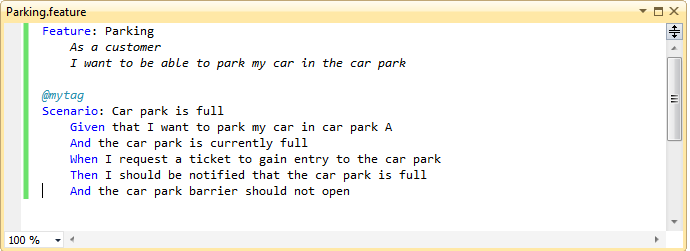 Parking.feature
Feature: Parking
As a customer
I want to be able to park my car in the car park
@mytag
Scenario: Car park is full
Given that I want to park my car in car park A
And the car park is currently full
When I request a ticket to gain entry to the car park
Then I should be notified that the car park is full
And the car park barrier should not open
100 %